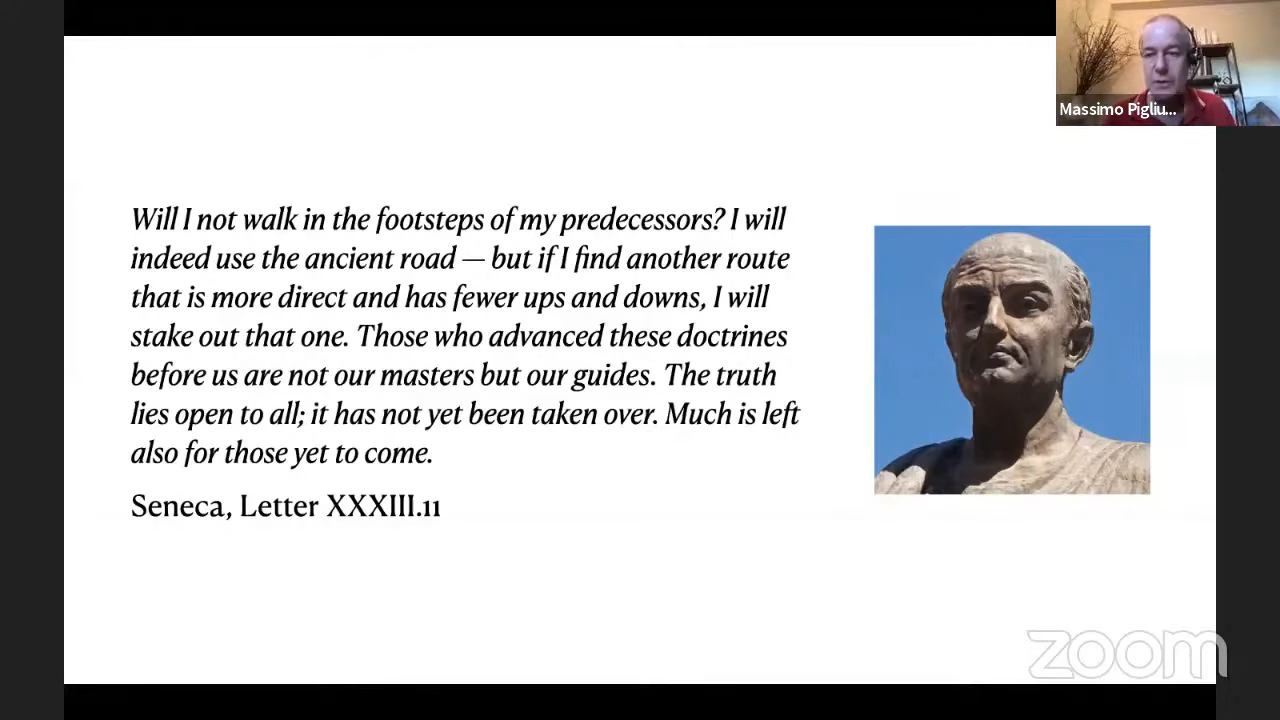 Massimo Pigliu...
Will I not walk in the footsteps of my predecessors? I will
indeed use the ancient road — but if I find another route
that is more direct and has fewer ups and downs, I will
stake out that one. Those who advanced these doctrines
before us are not our masters but our guides. The truth
lies open to all; it has not yet been taken over. Much is left
also for those yet to come.
Seneca, Letter XXXIII.11
zoom